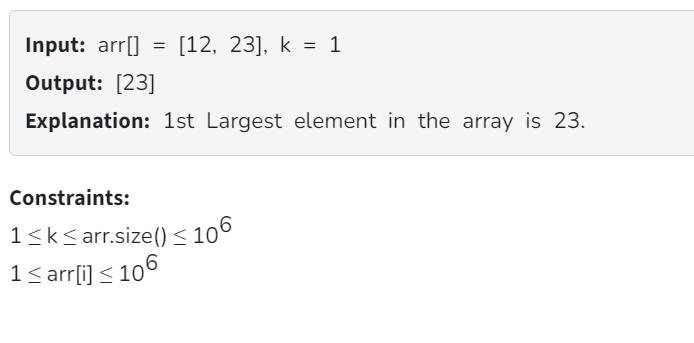 Input: arr[] = [12, 23], k = 1
Output: [23]
Explanation: 1st Largest element in the array is 23.
Constraints:
1 ≤ k ≤ arr.size() ≤ 10⁶
1 ≤ arr[i] ≤ 10⁶